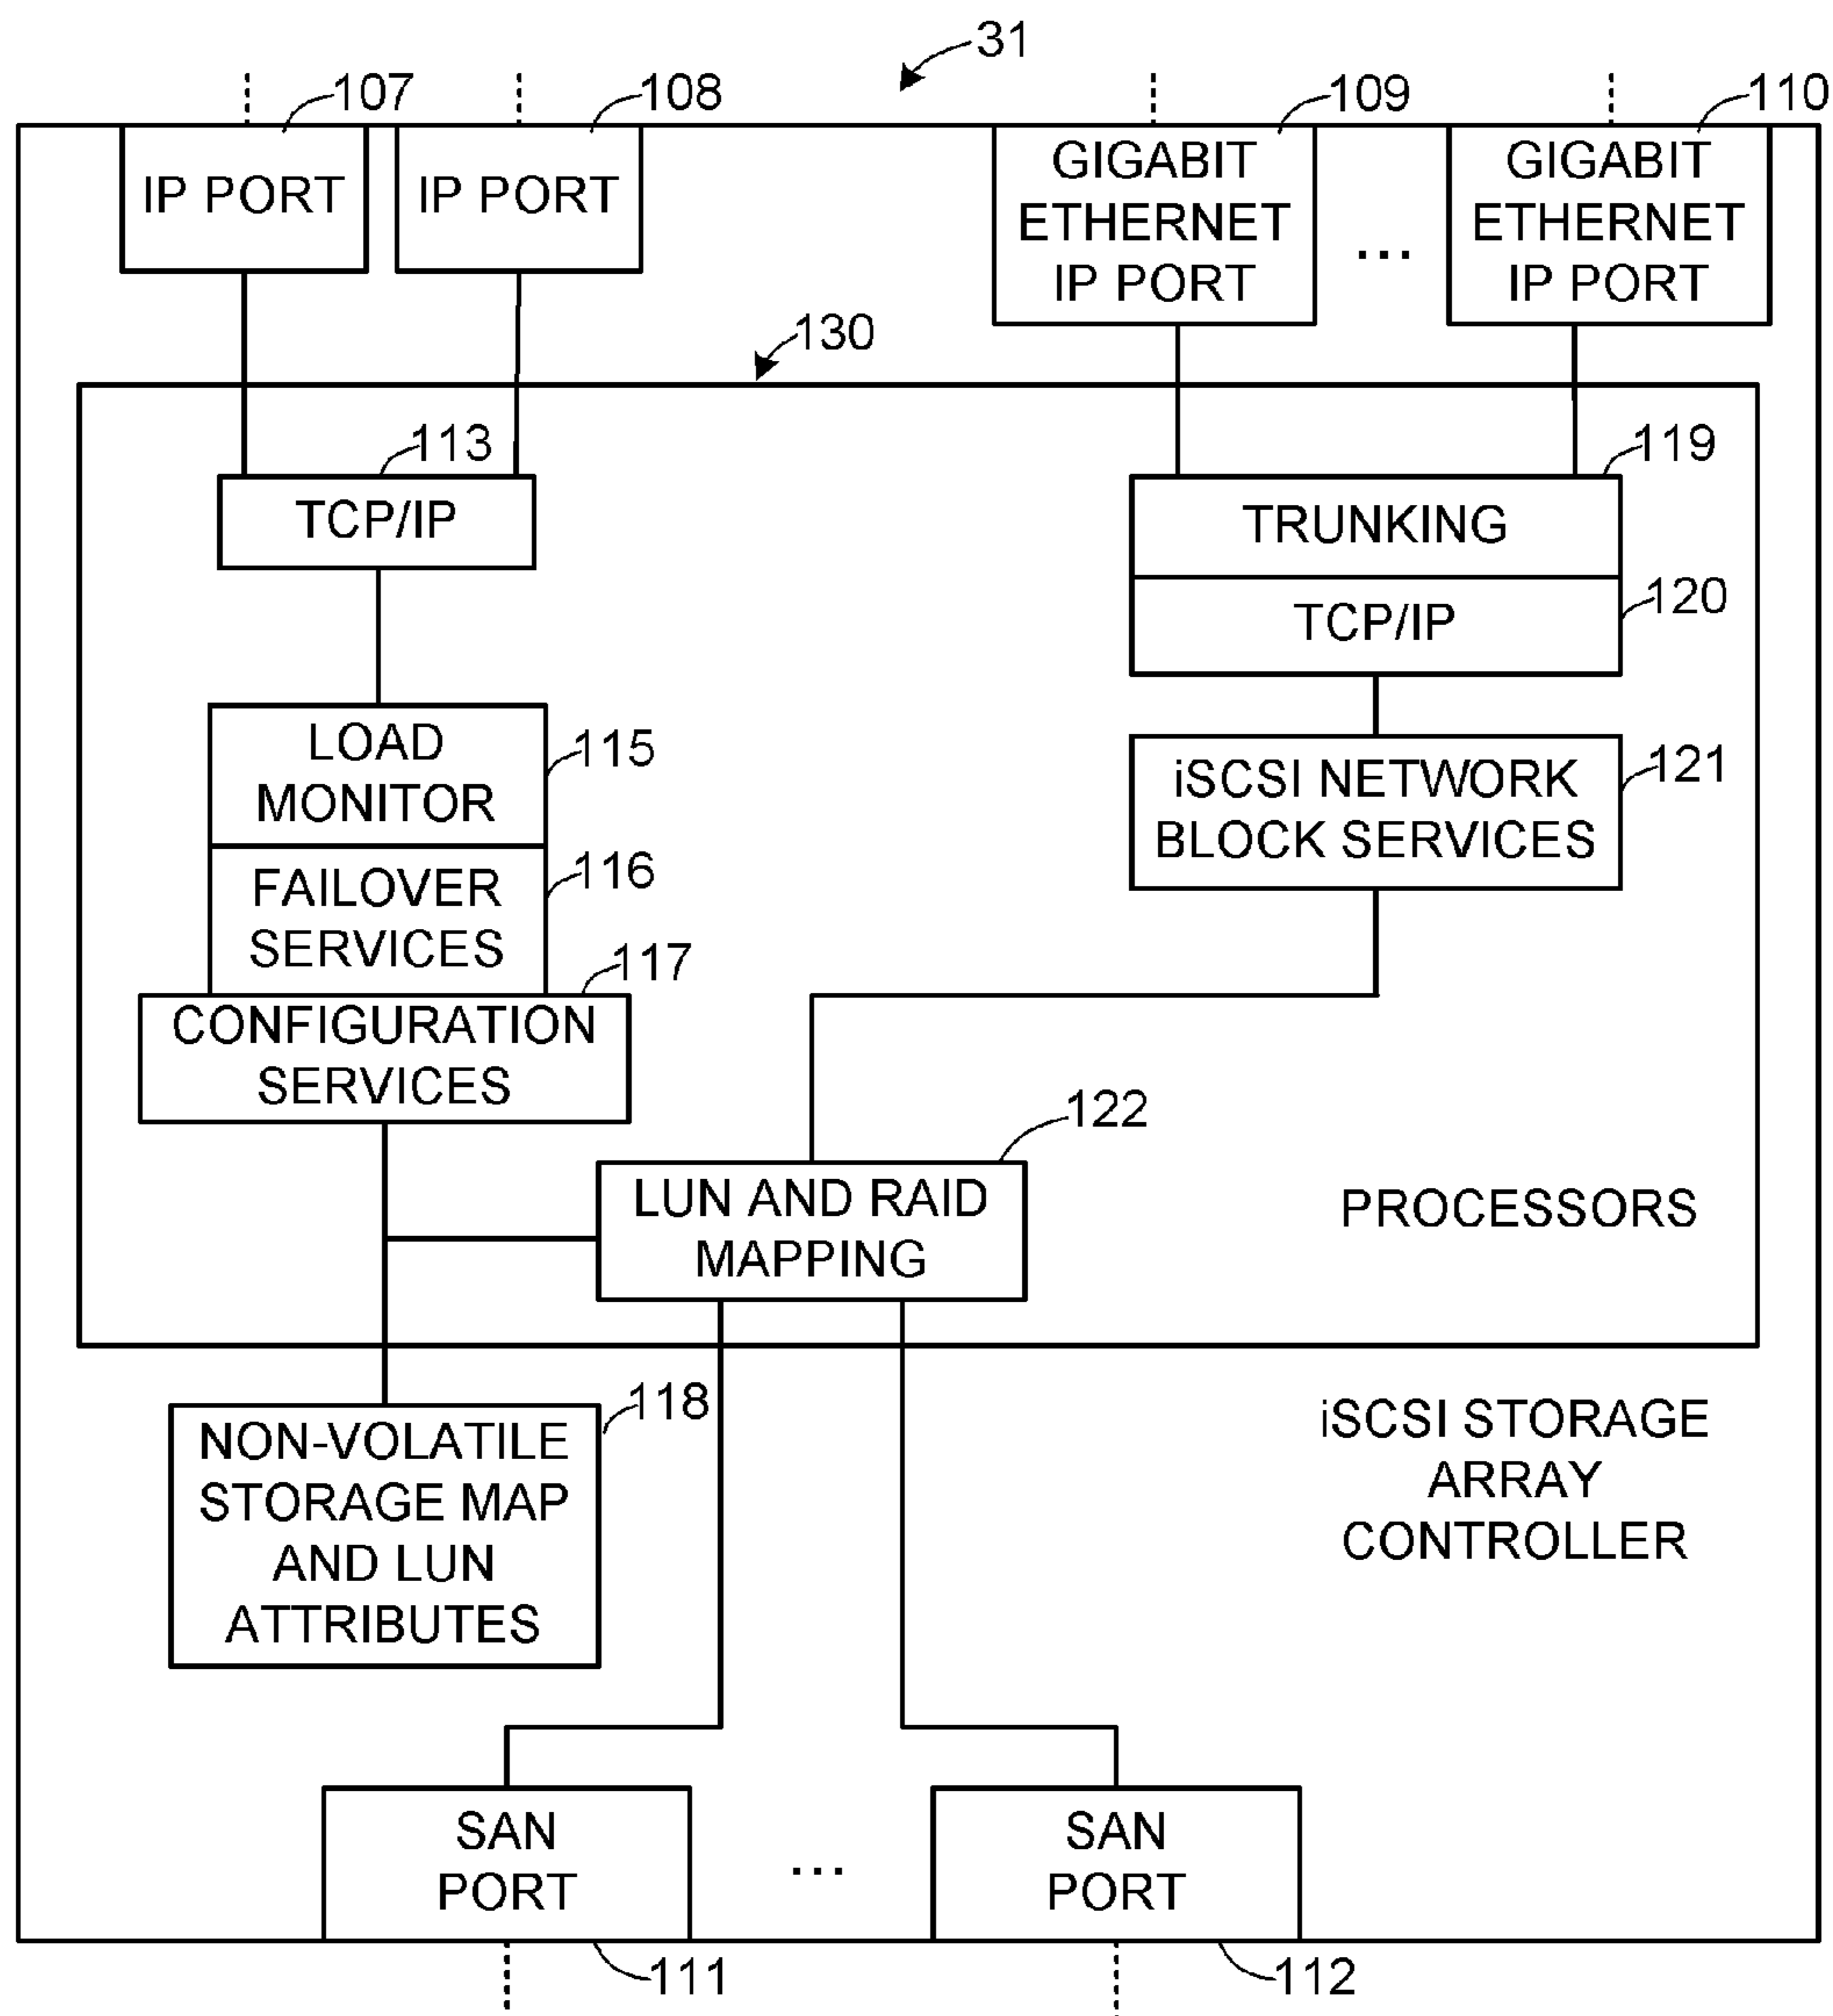 31
107
108
109
110
IP PORT
IP PORT
GIGABIT
ETHERNET
IP PORT
...
GIGABIT
ETHERNET
IP PORT
130
113
TCP/IP
119
TRUNKING
120
TCP/IP
LOAD
MONITOR
115
iSCSI NETWORK
BLOCK SERVICES
121
FAILOVER
SERVICES
116
117
CONFIGURATION
SERVICES
122
LUN AND RAID
MAPPING
PROCESSORS
118
NON-VOLATILE
STORAGE MAP
AND LUN
ATTRIBUTES
iSCSI STORAGE
ARRAY
CONTROLLER
SAN
PORT
...
SAN
PORT
111
112